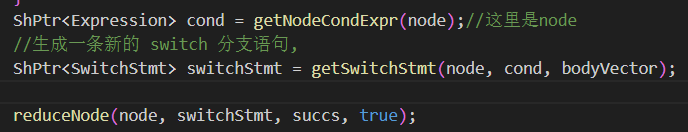 ShPtr<Expression> cond = getNodeCondExpr(node);//这里是node
//生成一条新的 switch 分支语句,
ShPtr<SwitchStmt> switchStmt = getSwitchStmt(node, cond, bodyVector);
reduceNode(node, switchStmt, succs, true);